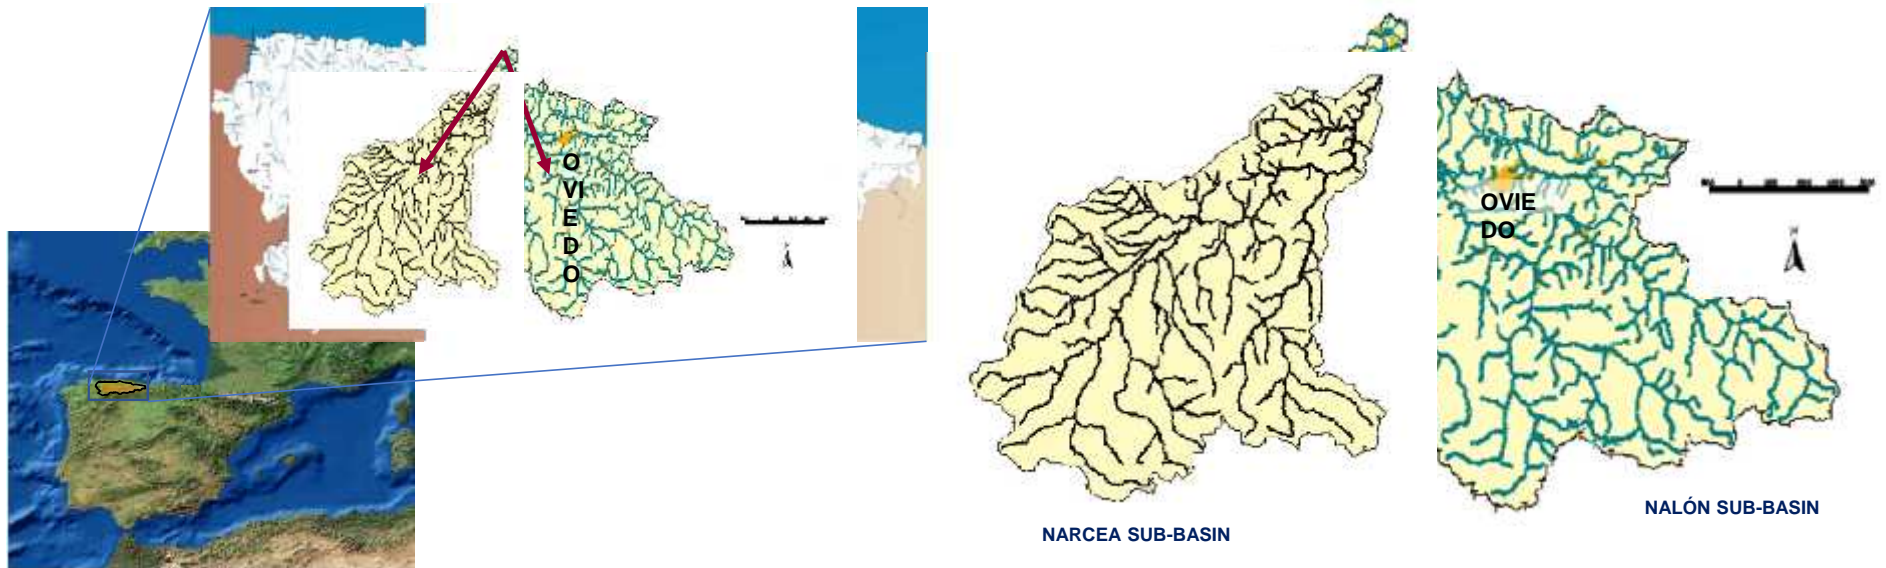 O
VI
E
D
O
OVIE
DO
NARCEA SUB-BASIN
NALÓN SUB-BASIN